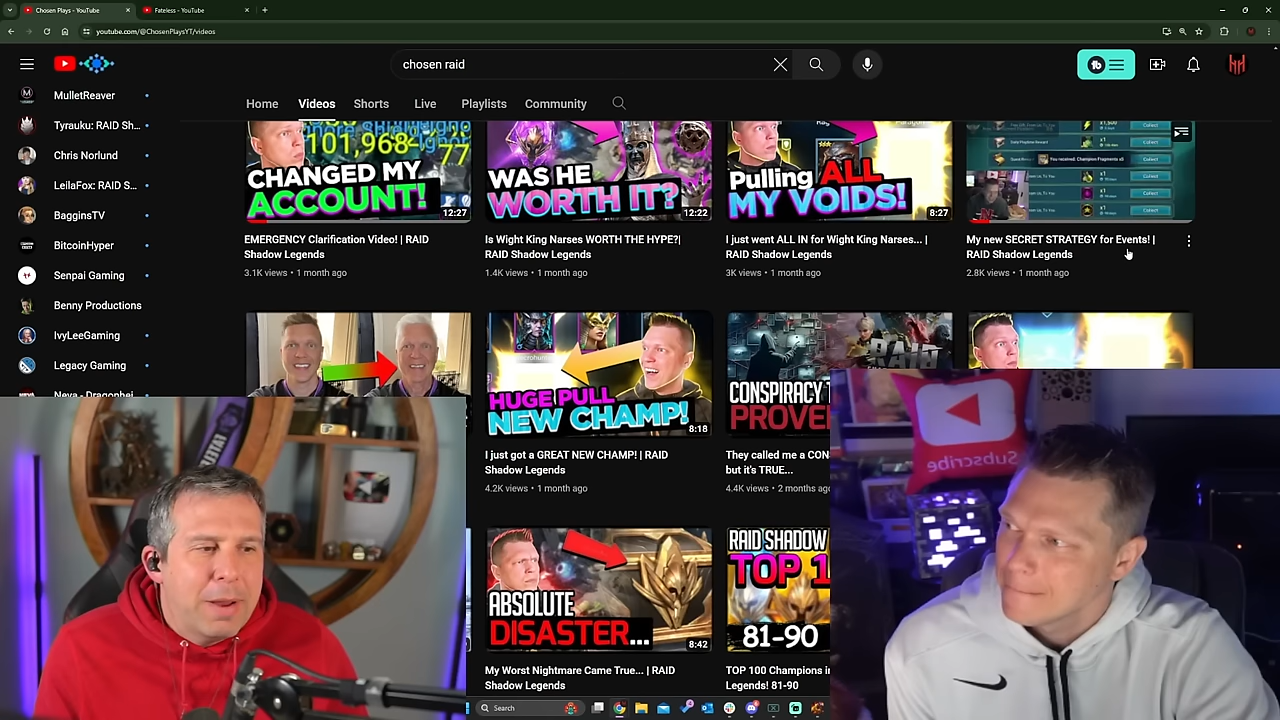 Chosen Plays - YouTube
Fateless - YouTube
youtube.com/@ChosenPlaysYT/videos
chosen raid
Home
Videos
Shorts
Live
Playlists
Community
MulletReaver
Tyrauku: RAID Sh...
Chris Norlund
LeilaFox: RAID S...
BagginsTV
BitcoinHyper
Senpai Gaming
Benny Productions
IvyLeeGaming
Legacy Gaming
CHANGED MY
ACCOUNT!
12:27
WAS HE
WORTH IT?
12:22
Pulling ALL
MY VOIDS!
8:27
EMERGENCY Clarification Video! | RAID
Shadow Legends
3.1K views • 1 month ago
Is Wight King Narses WORTH THE HYPE?|
RAID Shadow Legends
1.4K views • 1 month ago
I just went ALL IN for Wight King Narses... |
RAID Shadow Legends
3K views • 1 month ago
My new SECRET STRATEGY for Events! |
RAID Shadow Legends
2.8K views • 1 month ago
HUGE PULL
NEW CHAMP!
8:18
CONSPIRACY T
PROVE
RAID
I just got a GREAT NEW CHAMP! | RAID
Shadow Legends
4.2K views • 1 month ago
They called me a CON
but it's TRUE...
4.4K views • 2 months ago
Subscribe
ABSOLUTE
DISASTER...
8:42
RAID SHADOW
TOP 1
81-90
My Worst Nightmare Came True... | RAID
Shadow Legends
TOP 100 Champions in
Legends! 81-90
Search